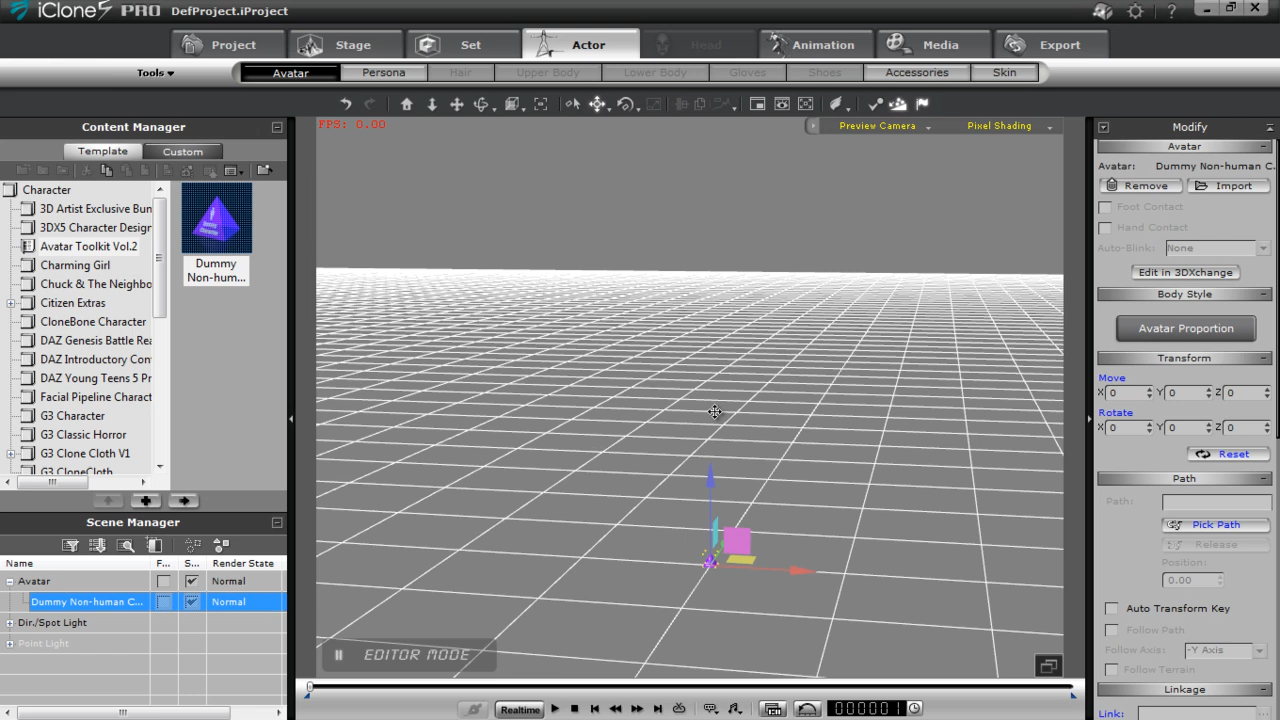 iClone5 PRO DefProject.iProject
Project Stage Set Actor Head Animation Media Export
Tools Avatar Persona Hair Upper Body Lower Body Gloves Shoes Accessories Skin
Content Manager
Template Custom
Character
3D Artist Exclusive Bun
3DX5 Character Design
Avatar Toolkit Vol.2
Charming Girl
Chuck & The Neighbo
Citizen Extras
CloneBone Character
DAZ Genesis Battle Rea
DAZ Introductory Con
DAZ Young Teens 5 Pr
Facial Pipeline Charact
G3 Character
G3 Classic Horror
G3 Clone Cloth V1
G3 CloneCloth
Dummy
Non-hum...
Scene Manager
Name F... S... Render State
Avatar Normal
Dummy Non-human C... Normal
Dir./Spot Light
Point Light
FPS: 0.00
Preview Camera Pixel Shading
EDITOR MODE
Realtime 000001
Modify
Avatar
Avatar: Dummy Non-human C.
Remove Import
Foot Contact
Hand Contact
Auto-Blink: None
Edit in 3DXchange
Body Style
Avatar Proportion
Transform
Move
X 0 Y 0 Z 0
Rotate
X 0 Y 0 Z 0
Reset
Path
Path:
Pick Path
Release
Position:
0.00
Auto Transform Key
Follow Path
Follow Axis: -Y Axis
Follow Terrain
Linkage
Link: